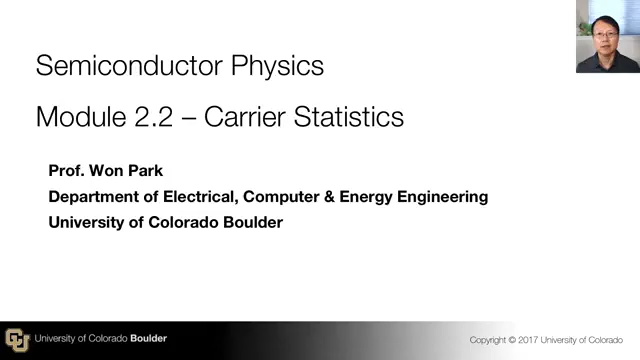 Semiconductor Physics
Module 2.2 – Carrier Statistics
Prof. Won Park
Department of Electrical, Computer & Energy Engineering
University of Colorado Boulder
CU
University of Colorado Boulder
Copyright © 2017 University of Colorado